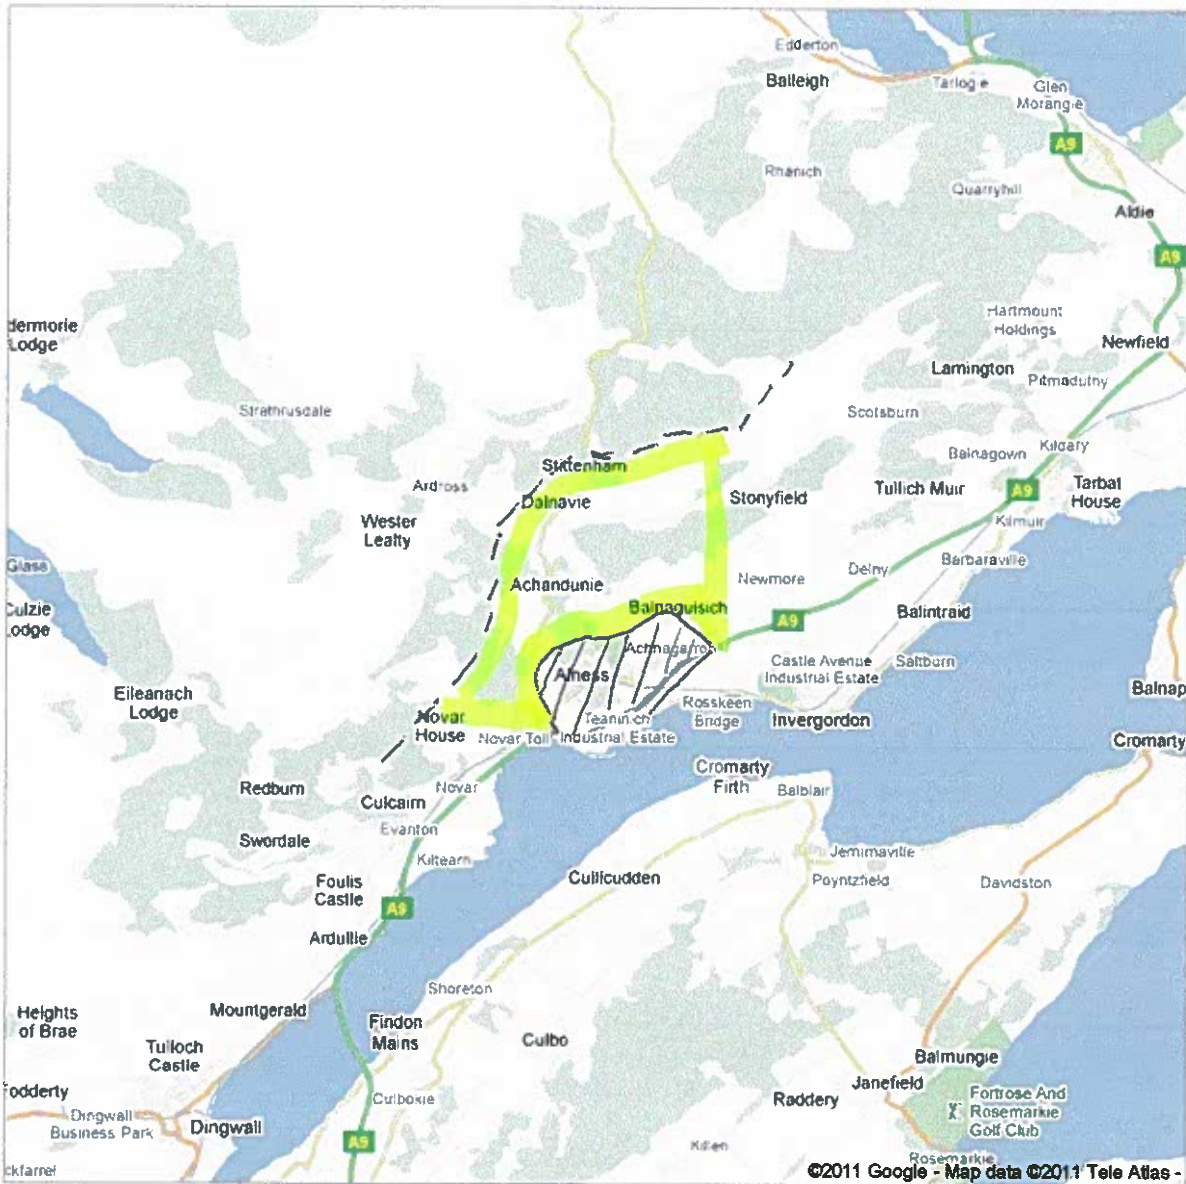 Edderton
Balleigh
Tarlogie
Glen
Morangie
A9
Rhanich
Quarryhill
Aldie
A9
Hartmount
Holdings
dermorie
Lodge
Newfield
Lamington
Pitmaduthy
Strathrusdale
Scotsburn
Balnagown
Kildary
Stittenham
Ardross
Dalnavie
Stonyfield
Tullich Muir
A9
Tarbat
House
Wester
Lealty
Kilmuir
Glass
Achandunie
Newmore
Delny
Barbaraville
Culzie
Lodge
Balnaguisich
A9
Balintraid
Achnagarron
Alness
Castle Avenue
Industrial Estate
Saltburn
Eileanach
Lodge
Balnap
Novar
House
Novar Toll
Teaninich
Industrial Estate
Rosskeen
Bridge
Invergordon
Cromarty
Redburn
Novar
Cromarty
Firth
Balblair
Culcairn
Evanton
Swordale
Kiltearn
Jemimaville
Foulis
Castle
Cullicudden
Poyntzfield
Davidston
A9
Ardullie
Shoreton
Heights
of Brae
Mountgerald
Findon
Mains
Culbo
Tulloch
Castle
Balmungie
Fodderty
Culbokie
Janefield
Raddery
Fortrose And
Rosemarkie
Golf Club
Dingwall
Business Park
Dingwall
A9
Killen
Rosemarkie
ckfarrel
©2011 Google - Map data ©2011 Tele Atlas -